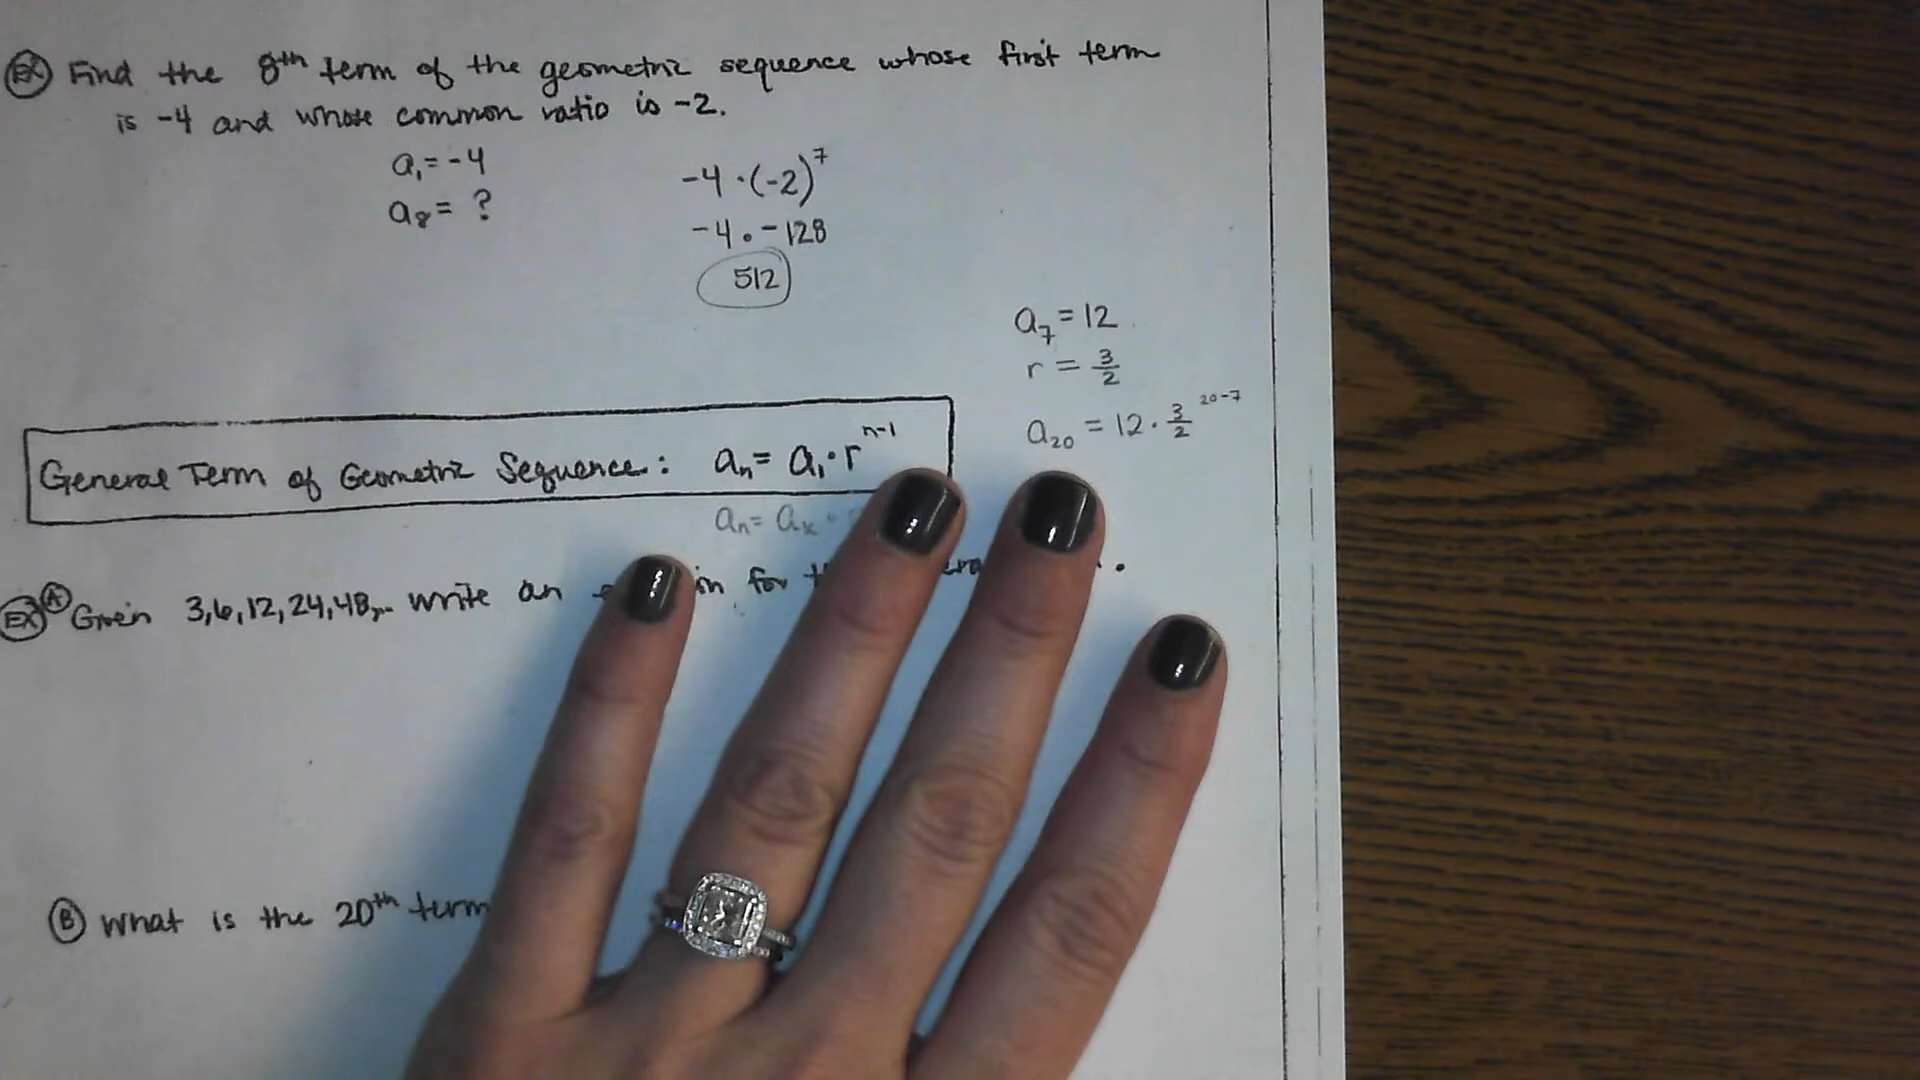 EX Find the 8th term of the geometric sequence whose first term
is -4 and whose common ratio is -2.
a₁ = -4
a₈ = ?
-4 · (-2)⁷
-4 · -128
512
a₇ = 12
r = 3/2
a₂₀ = 12 · 3/2 ²⁰⁻⁷
General Term of Geometric Sequence: aₙ = a₁ · rⁿ⁻¹
aₙ = aₖ ·
EX A Given 3,6,12,24,48,... write an for
B What is the 20th term